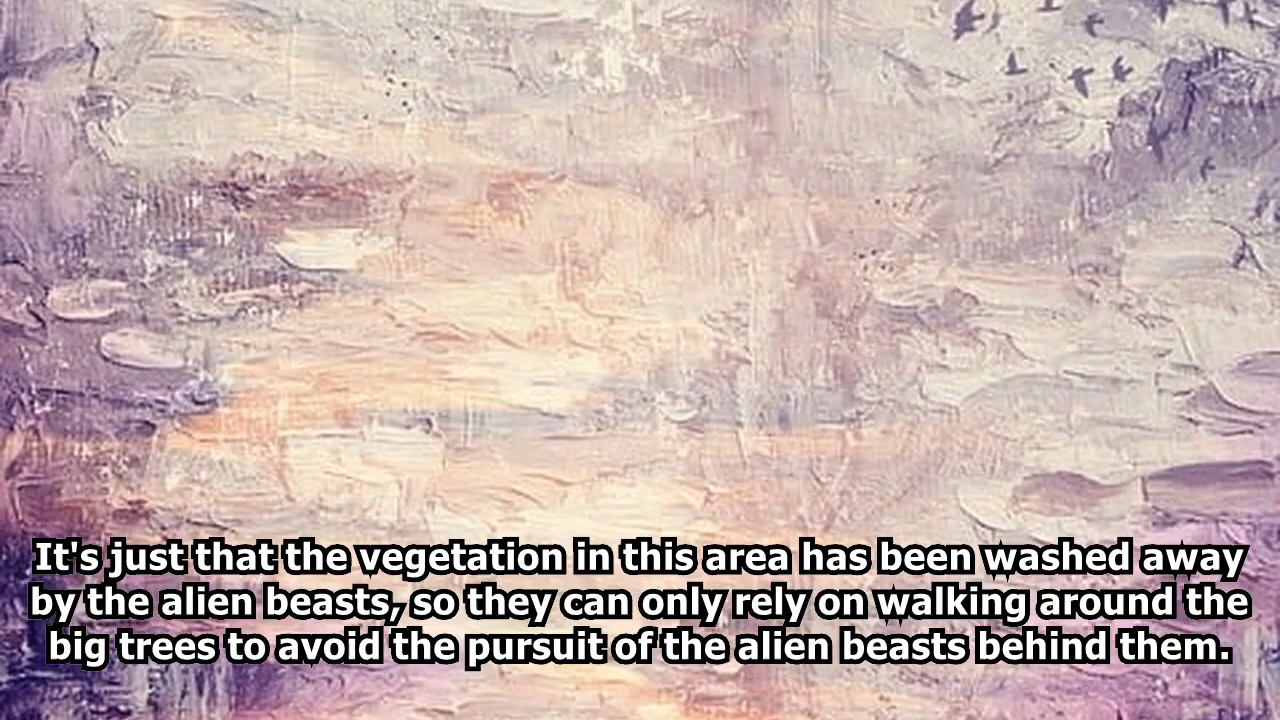 It's just that the vegetation in this area has been washed away
by the alien beasts, so they can only rely on walking around the
big trees to avoid the pursuit of the alien beasts behind them.